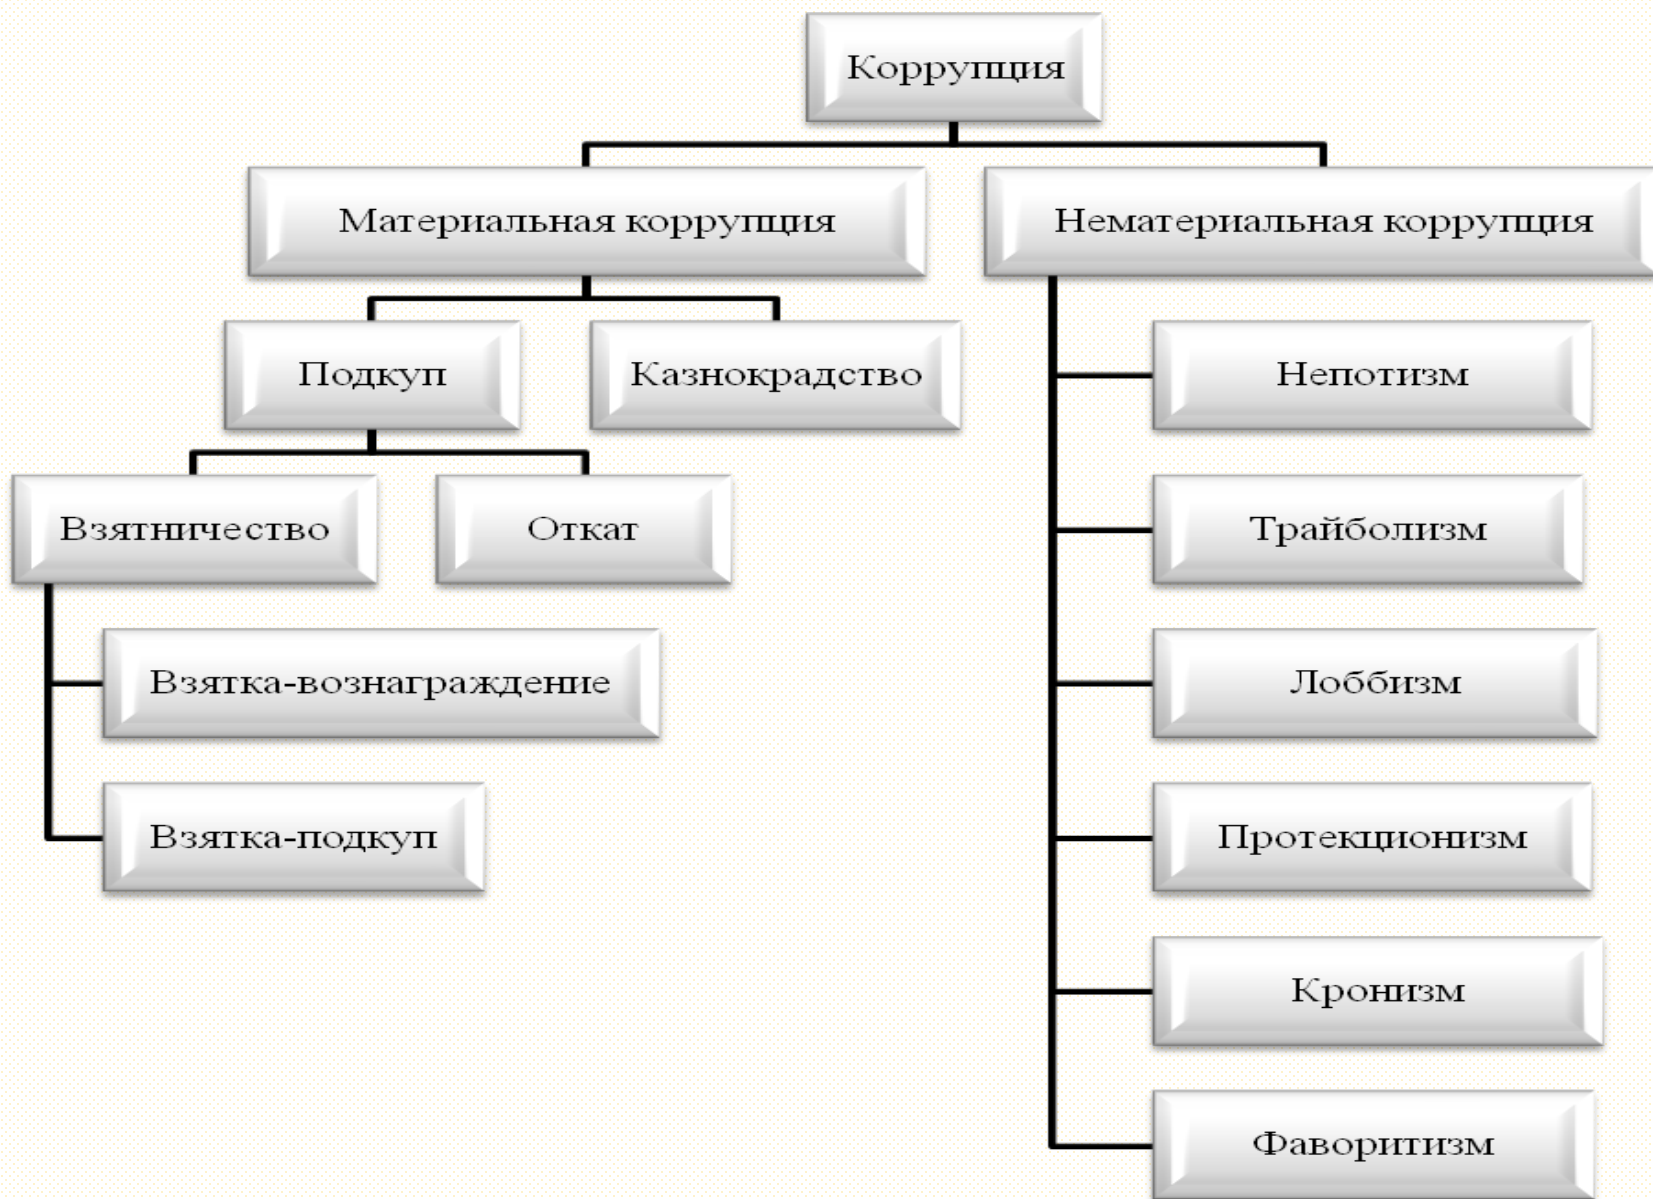 Коррупция
Материальная коррупция
Нематериальная коррупция
Подкуп
Казнокрадство
Непотизм
Взятничество
Откат
Трайболизм
Взятка-вознаграждение
Лоббизм
Взятка-подкуп
Протекционизм
Кронизм
Фаворитизм